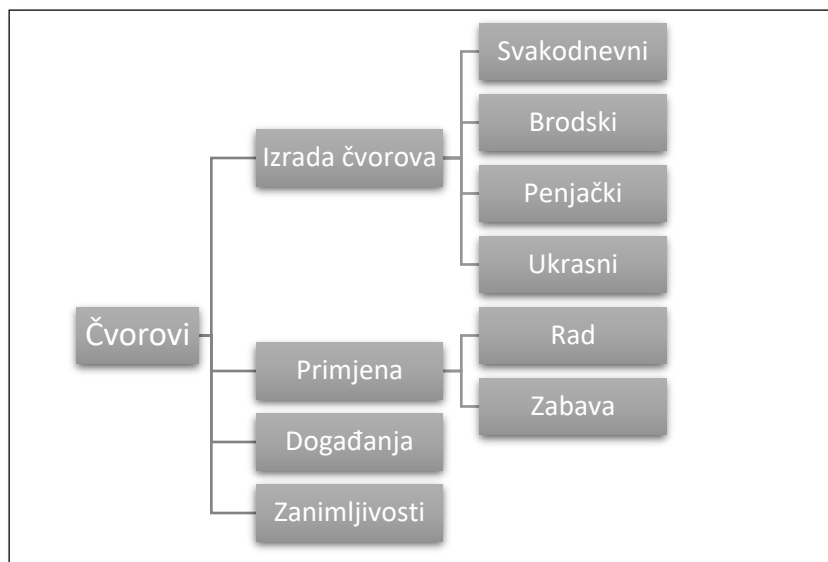 Čvorovi
Izrada čvorova
Svakodnevni
Brodski
Penjački
Ukrasni
Primjena
Rad
Zabava
Događanja
Zanimljivosti